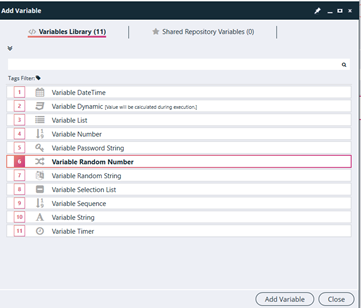 Add Variable
Variables Library (11)
Shared Repository Variables (0)
Tags Filter:
1 Variable DateTime
2 Variable Dynamic [Value will be calculated during execution.]
3 Variable List
4 Variable Number
5 Variable Password String
6 Variable Random Number
7 Variable Random String
8 Variable Selection List
9 Variable Sequence
10 Variable String
11 Variable Timer
Add Variable
Close